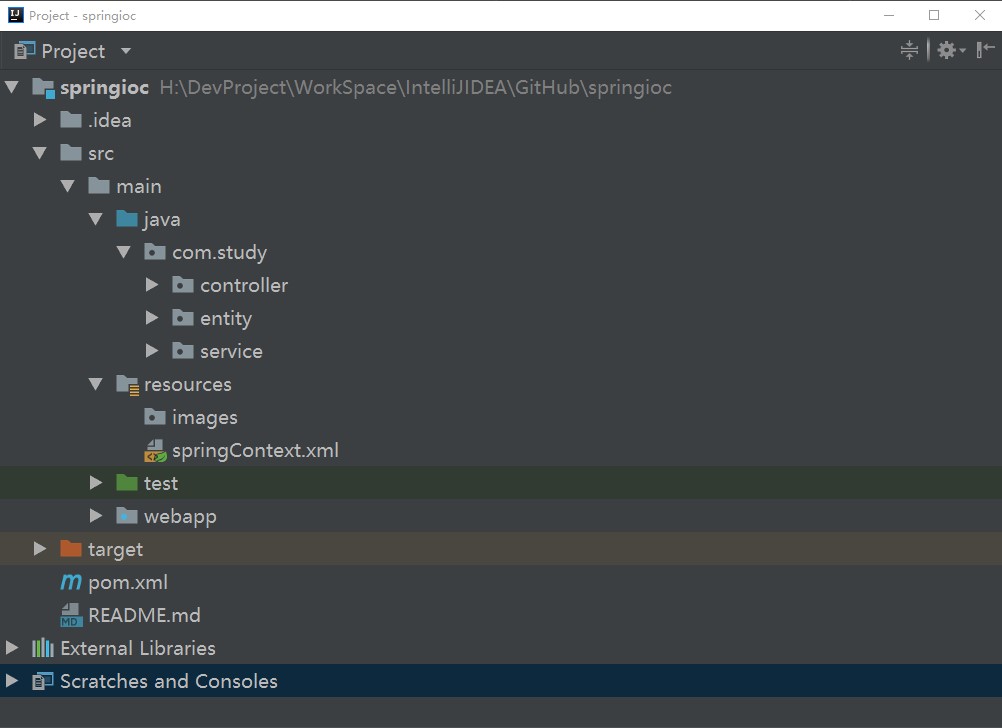 Project - springioc
Project
springioc H:\DevProject\WorkSpace\IntelliJIDEA\GitHub\springioc
.idea
src
main
java
com.study
controller
entity
service
resources
images
springContext.xml
test
webapp
target
pom.xml
README.md
External Libraries
Scratches and Consoles